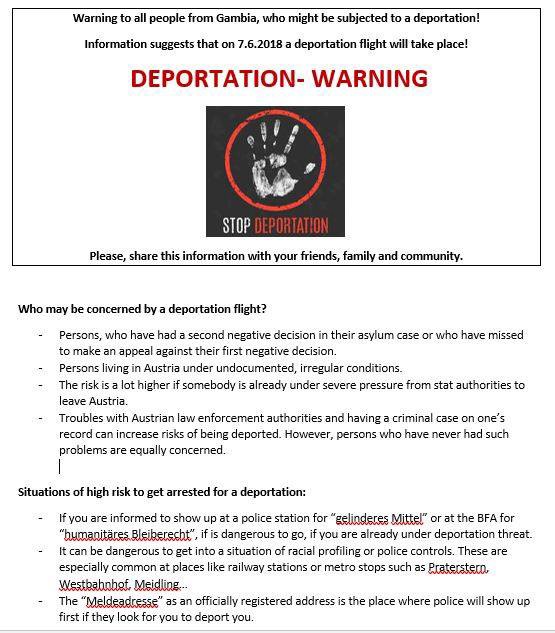 Warning to all people from Gambia, who might be subjected to a deportation!
Information suggests that on 7.6.2018 a deportation flight will take place!
DEPORTATION- WARNING
STOP DEPORTATION
Please, share this information with your friends, family and community.
Who may be concerned by a deportation flight?
- Persons, who have had a second negative decision in their asylum case or who have missed
to make an appeal against their first negative decision.
- Persons living in Austria under undocumented, irregular conditions.
- The risk is a lot higher if somebody is already under severe pressure from stat authorities to
leave Austria.
- Troubles with Austrian law enforcement authorities and having a criminal case on one’s
record can increase risks of being deported. However, persons who have never had such
problems are equally concerned.
Situations of high risk to get arrested for a deportation:
- If you are informed to show up at a police station for “gelinderes Mittel” or at the BFA for
“humanitäres Bleiberecht”, if is dangerous to go, if you are already under deportation threat.
- It can be dangerous to get into a situation of racial profiling or police controls. These are
especially common at places like railway stations or metro stops such as Praterstern,
Westbahnhof, Meidling...
- The “Meldeadresse” as an officially registered address is the place where police will show up
first if they look for you to deport you.